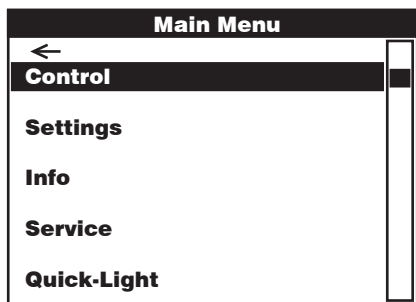 Main Menu
Control
Settings
Info
Service
Quick-Light